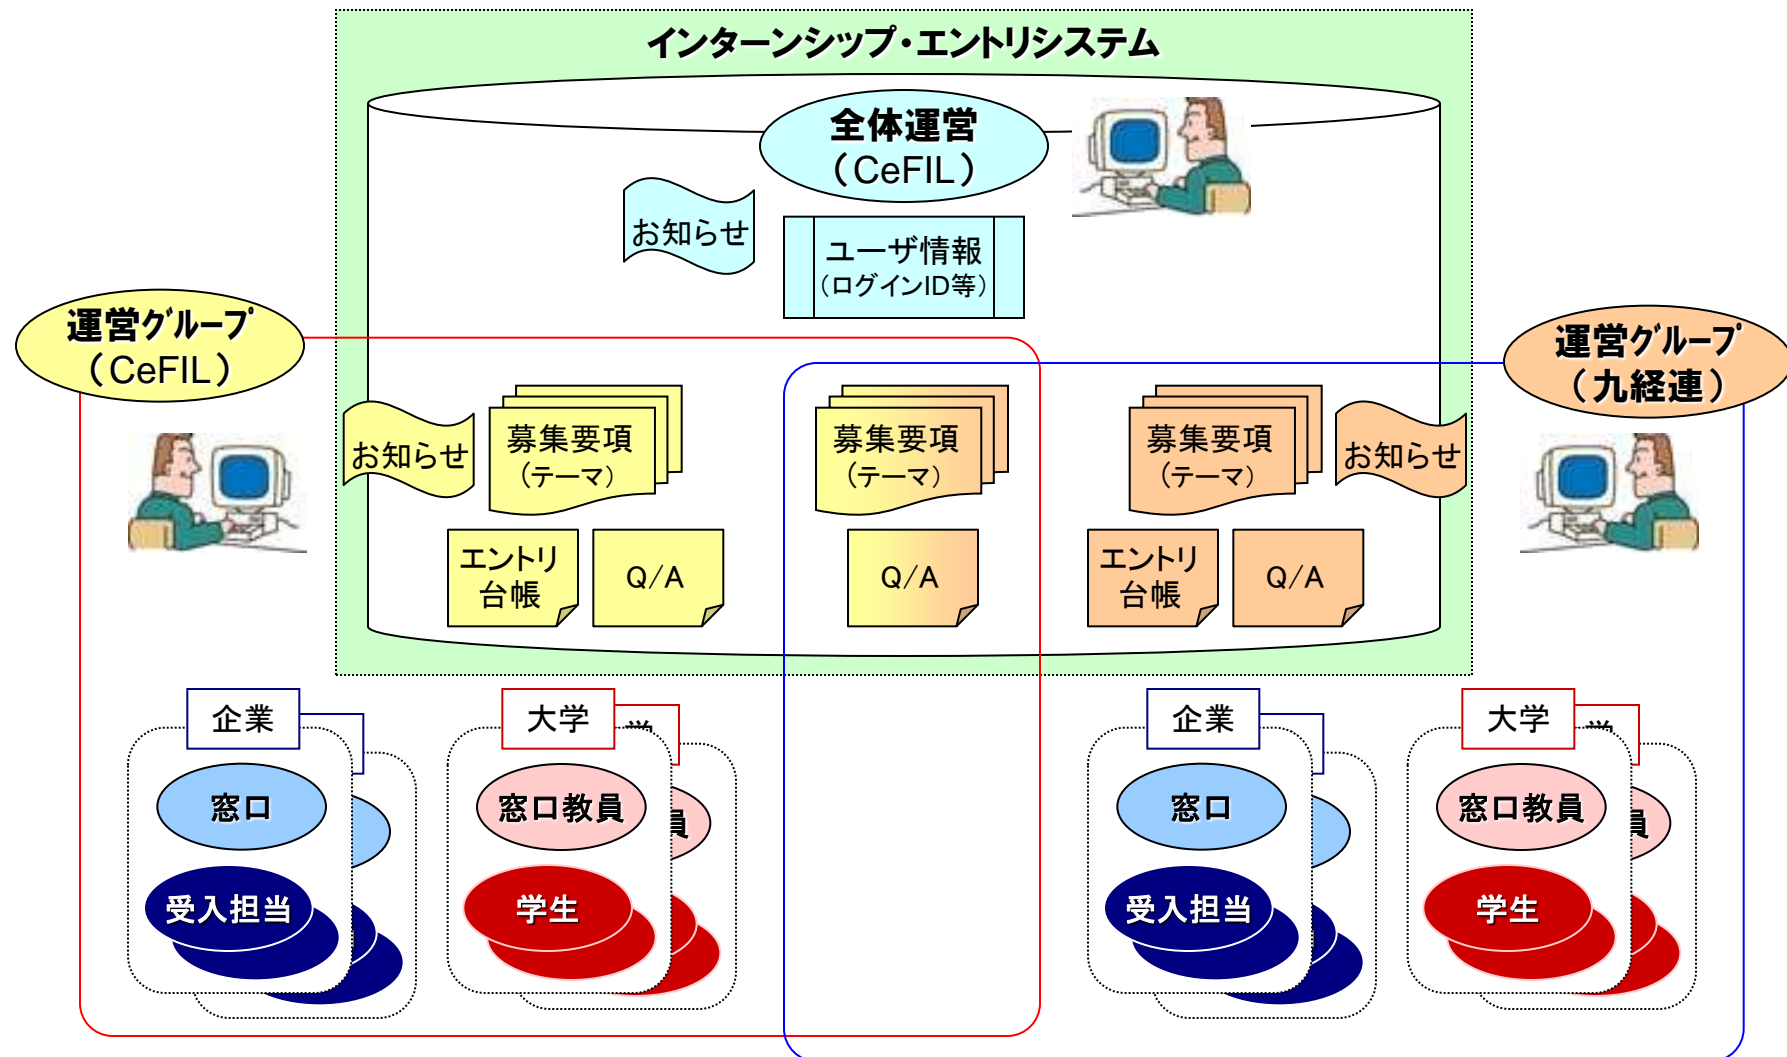 インターンシップ・エントリシステム
全体運営
（CeFIL）
お知らせ
ユーザ情報
（ログインID等）
運営グループ
（CeFIL）
運営グループ
（九経連）
お知らせ
募集要項
（テーマ）
募集要項
（テーマ）
募集要項
（テーマ）
お知らせ
エントリ
台帳
Q/A
Q/A
エントリ
台帳
Q/A
企業
大学
学
企業
大学
学
窓口
窓口教員
員
窓口
窓口教員
員
受入担当
学生
受入担当
学生